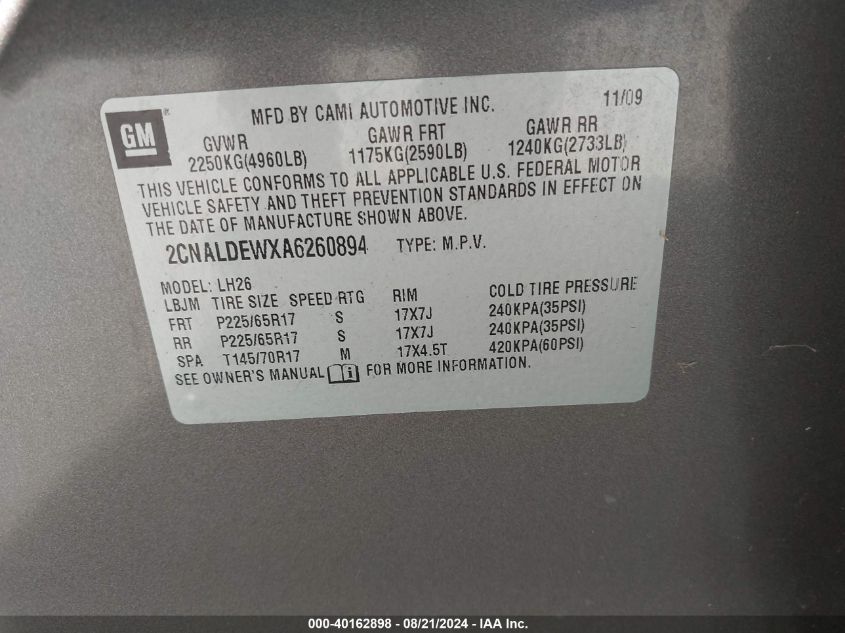 GM
MFD BY CAMI AUTOMOTIVE INC. 11/09
GVWR GAWR FRT GAWR RR
2250KG(4960LB) 1175KG(2590LB) 1240KG(2733LB)
THIS VEHICLE CONFORMS TO ALL APPLICABLE U.S. FEDERAL MOTOR
VEHICLE SAFETY AND THEFT PREVENTION STANDARDS IN EFFECT ON
THE DATE OF MANUFACTURE SHOWN ABOVE.
2CNALDEWXA6260894 TYPE: M.P.V.
MODEL: LH26
LBJM TIRE SIZE SPEED RTG RIM COLD TIRE PRESSURE
FRT P225/65R17 S 17X7J 240KPA(35PSI)
RR P225/65R17 S 17X7J 240KPA(35PSI)
SPA T145/70R17 M 17X4.5T 420KPA(60PSI)
SEE OWNER'S MANUAL i FOR MORE INFORMATION.
000-40162898 - 08/21/2024 - IAA Inc.